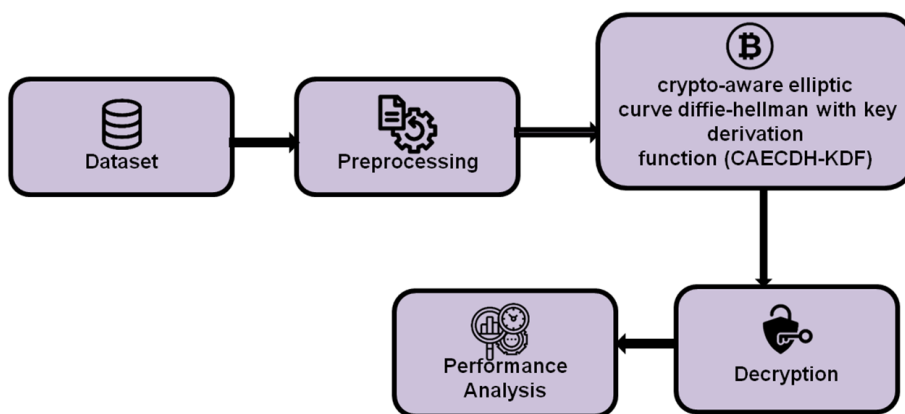 Dataset
Preprocessing
crypto-aware elliptic
curve diffie-hellman with key
derivation
function (CAECDH-KDF)
Performance
Analysis
Decryption